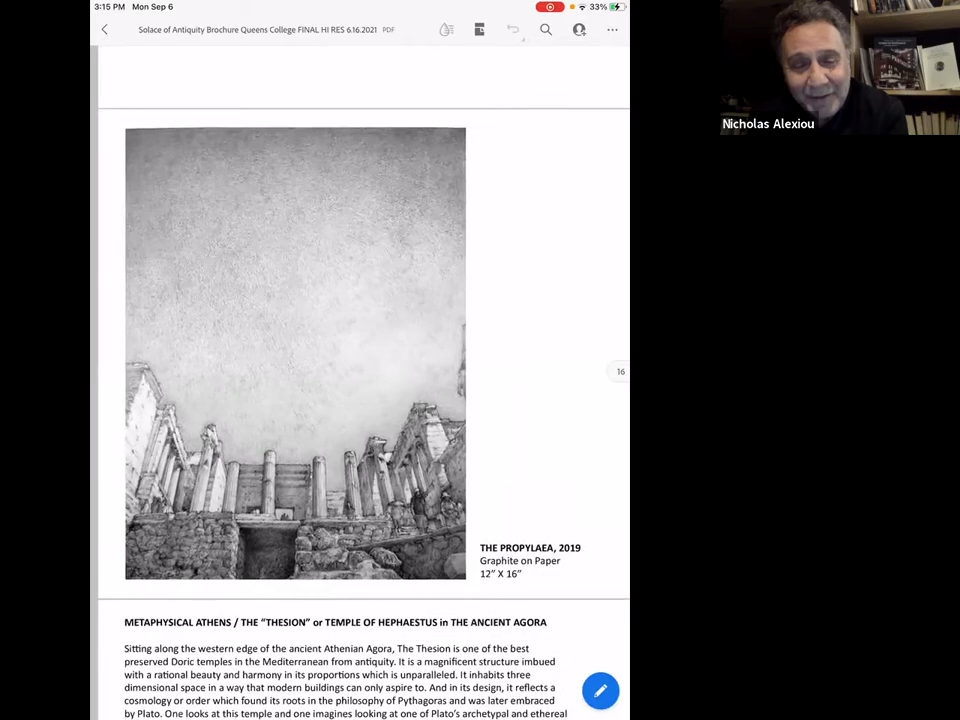 3:15 PM Mon Sep 6
33%
Solace of Antiquity Brochure Queens College FINAL HI RES 6.16.2021 PDF
Nicholas Alexiou
16
THE PROPYLAEA, 2019
Graphite on Paper
12” X 16”
METAPHYSICAL ATHENS / THE “THESION” or TEMPLE OF HEPHAESTUS in THE ANCIENT AGORA
Sitting along the western edge of the ancient Athenian Agora, The Thesion is one of the best
preserved Doric temples in the Mediterranean from antiquity. It is a magnificent structure imbued
with a rational beauty and harmony in its proportions which is unparalleled. It inhabits three
dimensional space in a way that modern buildings can only aspire to. And in its design, it reflects a
cosmology or order which found its roots in the philosophy of Pythagoras and was later embraced
by Plato. One looks at this temple and one imagines looking at one of Plato’s archetypal and ethereal